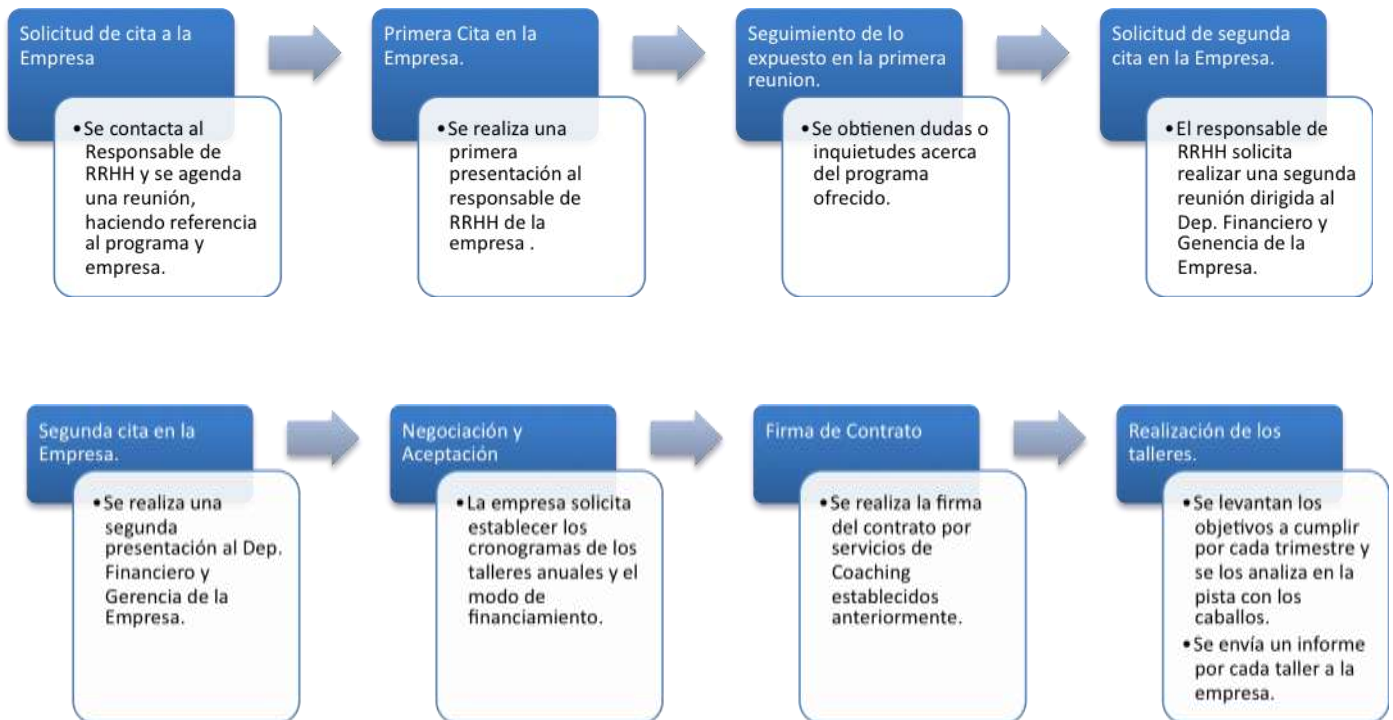 Solicitud de cita a la
Empresa
• Se contacta al
Responsable de
RRHH y se agenda
una reunión,
haciendo referencia
al programa y
empresa.
Primera Cita en la
Empresa.
• Se realiza una
primera
presentación al
responsable de
RRHH de la
empresa .
Seguimiento de lo
expuesto en la primera
reunion.
• Se obtienen dudas o
inquietudes acerca
del programa
ofrecido.
Solicitud de segunda
cita en la Empresa.
• El responsable de
RRHH solicita
realizar una segunda
reunión dirigida al
Dep. Financiero y
Genencia de la
Empresa.
Segunda cita en la
Empresa.
• Se realiza una
segunda
presentación al Dep.
Financiero y
Gerencia de la
Empresa.
Negociación y
Aceptación
• La empresa solicita
establecer los
cronogramas de los
talleres anuales y el
modo de
financiamiento.
Firma de Contrato
• Se realiza la firma
del contrato por
servicios de
Coaching
establecidos
anteriormente.
Realización de los
talleres.
• Se levantan los
objetivos a cumplir
por cada trimestre y
se los analiza en la
pista con los
caballos.
• Se envía un informe
por cada taller a la
empresa.